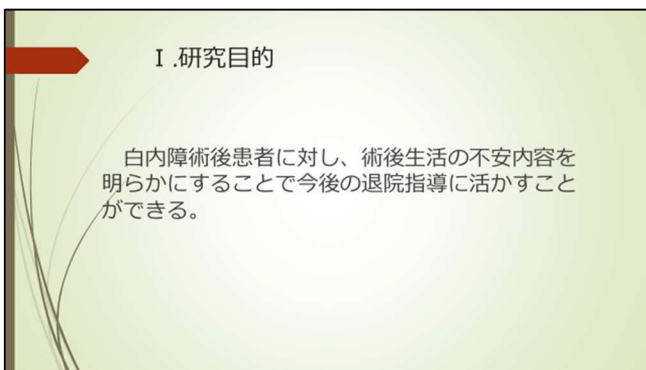 Ⅰ.研究目的
白内障術後患者に対し、術後生活の不安内容を
明らかにすることで今後の退院指導に活かすこと
ができる。